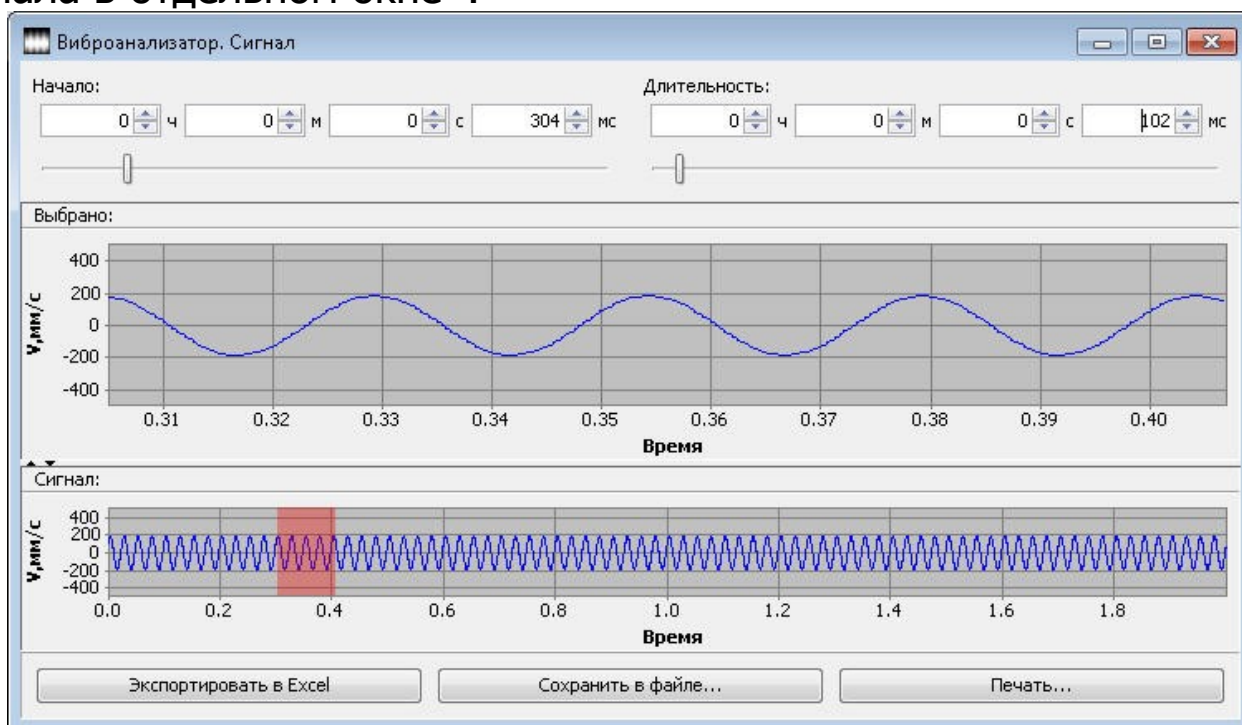 нала в отдельном окне".
Виброанализатор. Сигнал
Начало: Длительность:
0 ч 0 м 0 с 304 мс 0 ч 0 м 0 с 102 мс
Выбрано:
400
200
0
-200
-400
V,мм/с
0.31 0.32 0.33 0.34 0.35 0.36 0.37 0.38 0.39 0.40
Время
Сигнал:
400
200
0
-200
-400
V,мм/с
0.0 0.2 0.4 0.6 0.8 1.0 1.2 1.4 1.6 1.8
Время
Экспортировать в Excel Сохранить в файле... Печать...